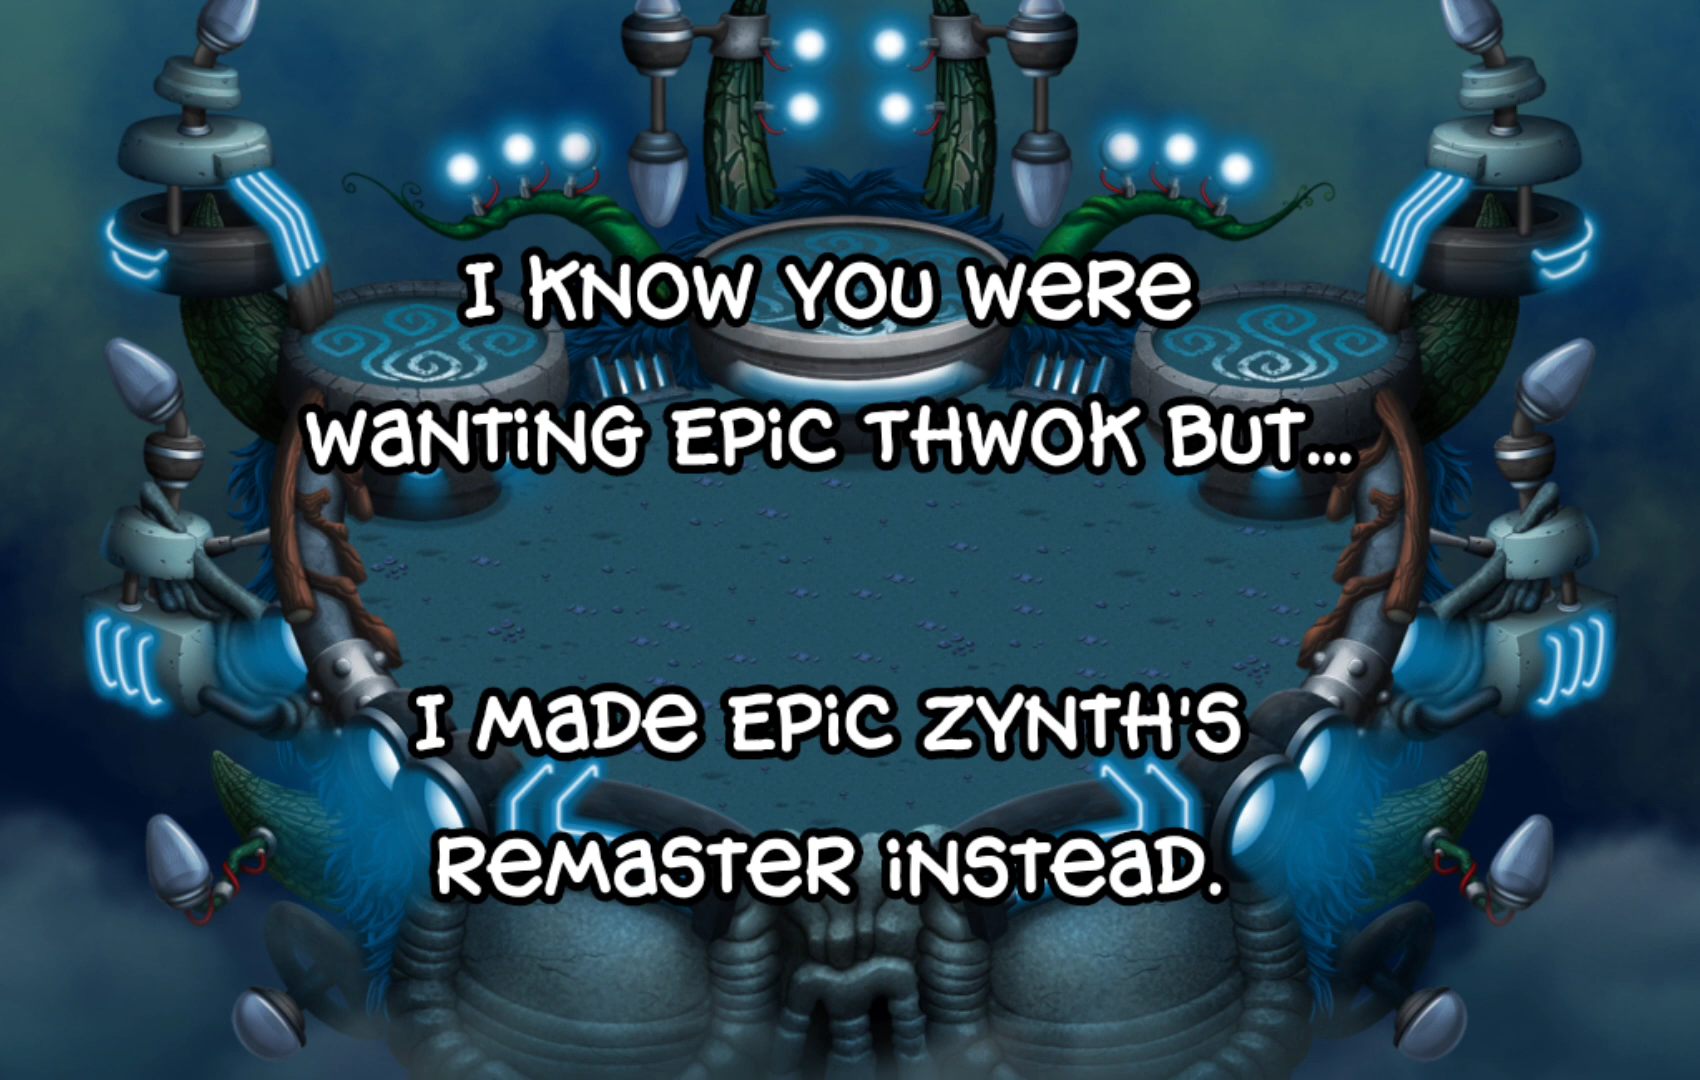 I KNOW YOU WERE
WANTING EPIC THWOK BUT...
I MADE EPIC ZYNTH'S
REMASTER INSTEAD.